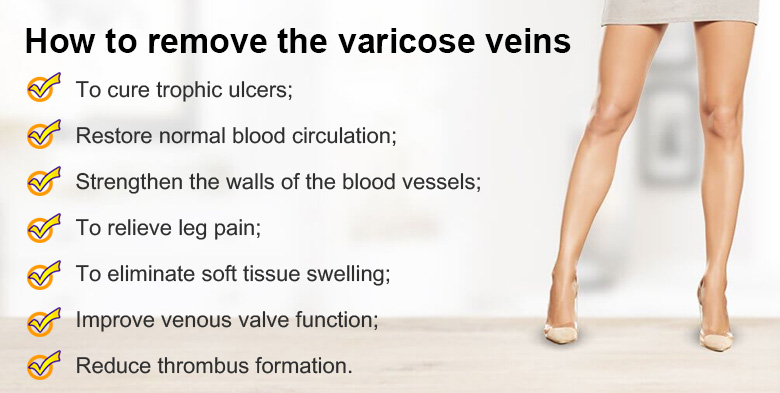 How to remove the varicose veins
To cure trophic ulcers;
Restore normal blood circulation;
Strengthen the walls of the blood vessels;
To relieve leg pain;
To eliminate soft tissue swelling;
Improve venous valve function;
Reduce thrombus formation.